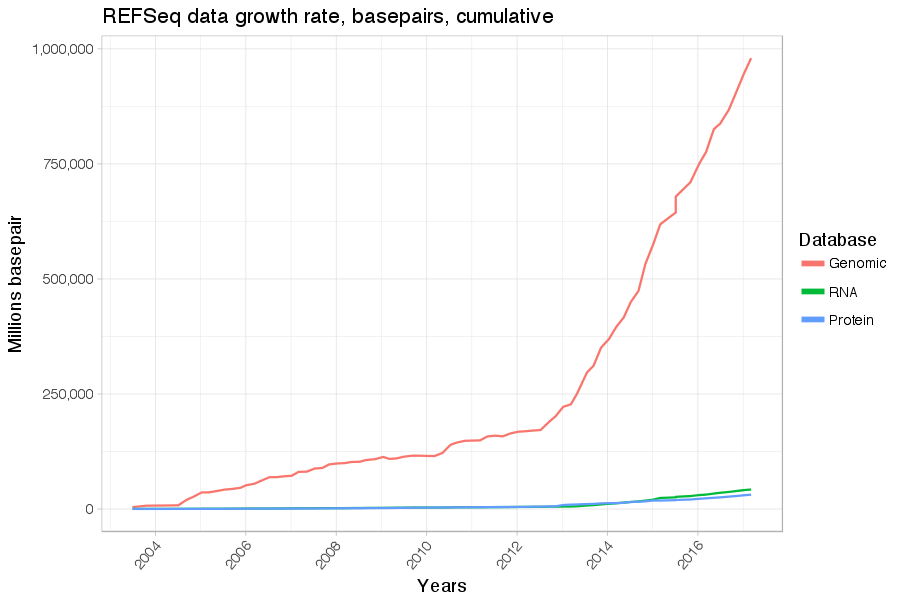 REFSeq data growth rate, basepairs, cumulative
1,000,000
750,000
500,000
250,000
0
Millions basepair
2004
2006
2008
2010
2012
2014
2016
Years
Database
Genomic
RNA
Protein